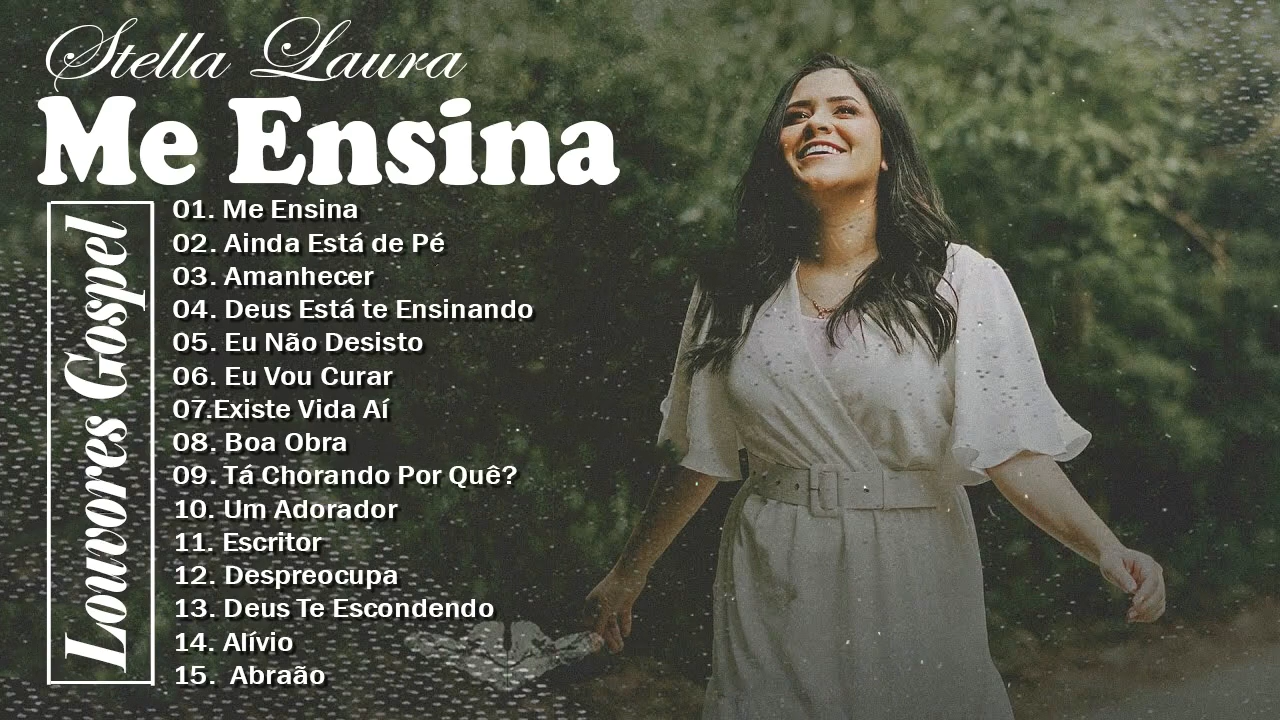 Stella Laura
Me Ensina
Louvores Gospel
01. Me Ensina
02. Ainda Está de Pé
03. Amanhecer
04. Deus Está te Ensinando
05. Eu Não Desisto
06. Eu Vou Curar
07.Existe Vida Aí
08. Boa Obra
09. Tá Chorando Por Quê?
10. Um Adorador
11. Escritor
12. Despreocupa
13. Deus Te Escondendo
14. Alívio
15. Abraão